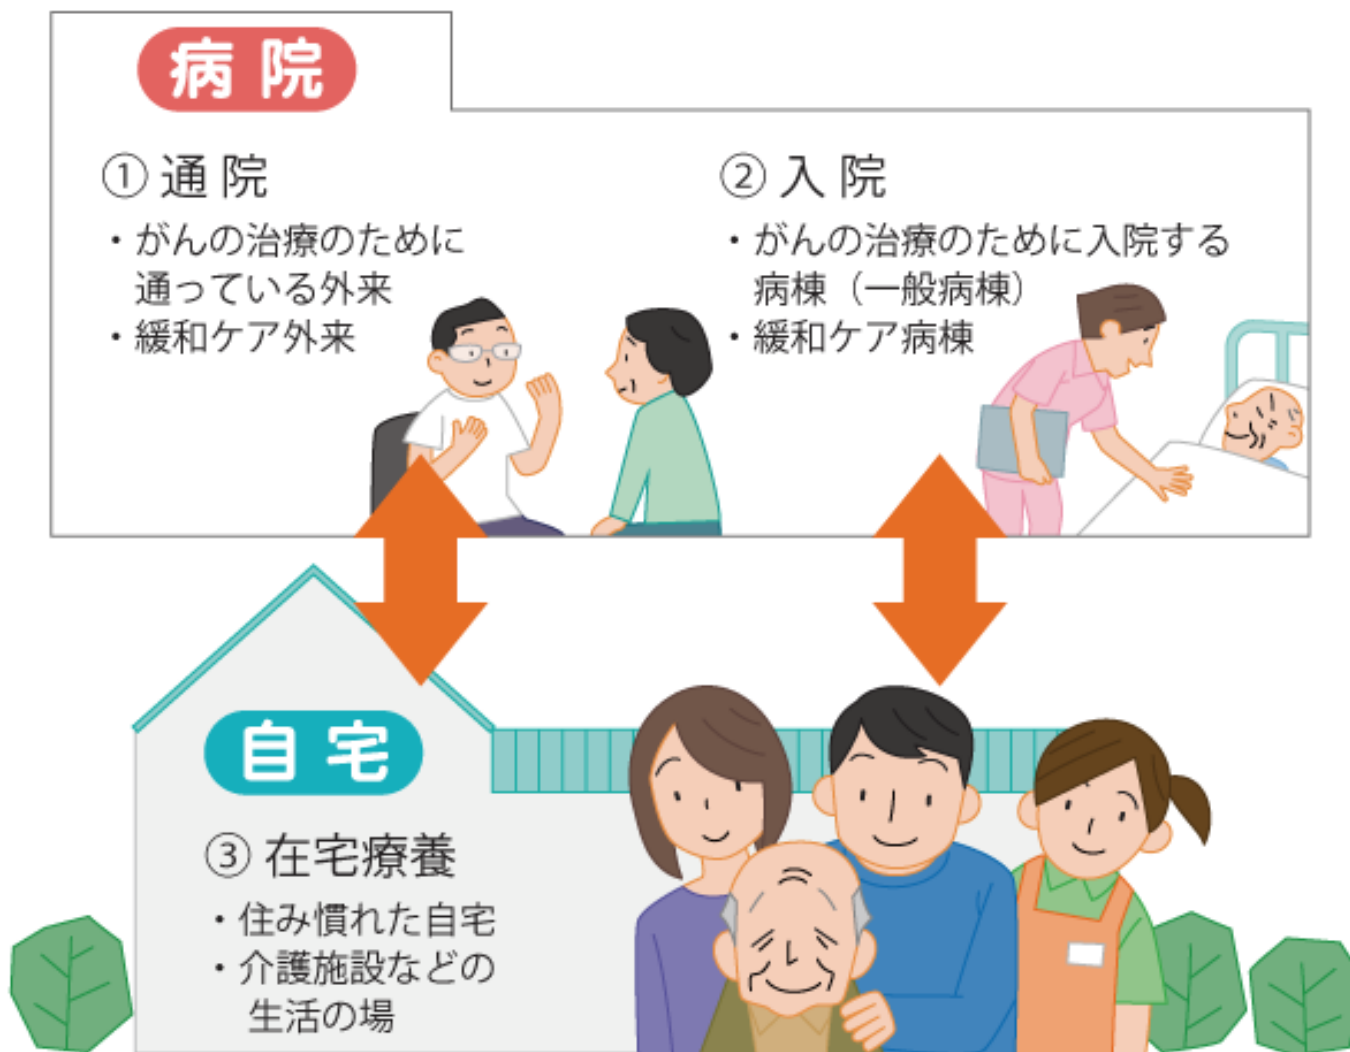 病院
① 通院
・がんの治療のために
通っている外来
・緩和ケア外来
② 入院
・がんの治療のために入院する
病棟（一般病棟）
・緩和ケア病棟
自宅
③ 在宅療養
・住み慣れた自宅
・介護施設などの
生活の場